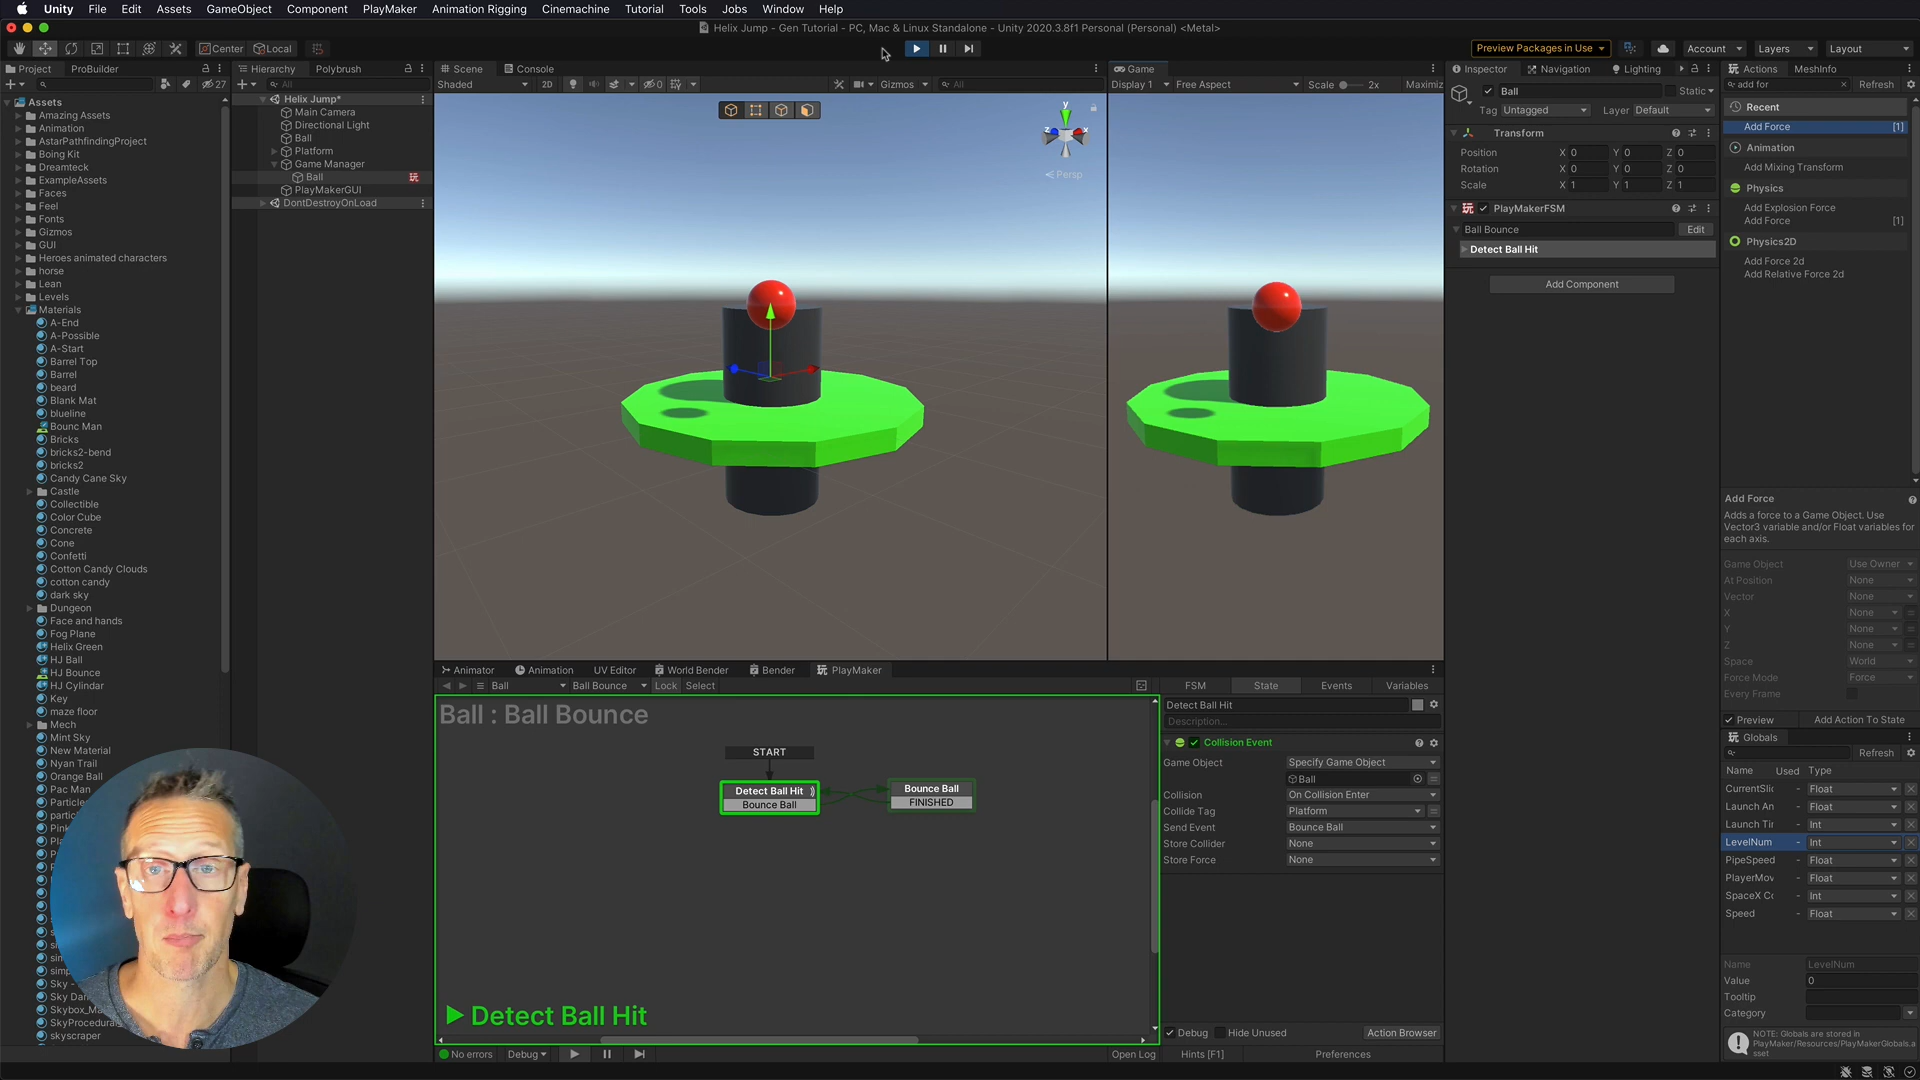 Unity File Edit Assets GameObject Component PlayMaker Animation Rigging Cinemachine Tutorial Tools Jobs Window Help
Helix Jump - Gen Tutorial - PC, Mac & Linux Standalone - Unity 2020.3.8f1 Personal (Personal) <Metal>
Center Local
Preview Packages in Use
Account
Layers
Layout
Project ProBuilder
27
Assets
Amazing Assets
Animation
AstarPathfindingProject
Boing Kit
Dreamteck
ExampleAssets
Faces
Feel
Fonts
Gizmos
GUI
Heroes animated characters
horse
Lean
Levels
Materials
A-End
A-Possible
A-Start
Barrel Top
Barrel
beard
Blank Mat
blueline
Bounc Man
Bricks
bricks2-bend
bricks2
Candy Cane Sky
Castle
Collectible
Color Cube
Concrete
Cone
Confetti
Cotton Candy Clouds
cotton candy
dark sky
Dungeon
Face and hands
Fog Plane
Helix Green
HJ Ball
HJ Bounce
HJ Cylindar
Key
maze floor
Mech
Mint Sky
New Material
Nyan Trail
Orange Ball
Pac Man
Skybox_Ma
SkyProcedural
skyscraper
Hierarchy Polybrush
All
Helix Jump*
Main Camera
Directional Light
Ball
Platform
Game Manager
Ball
PlayMakerGUI
DontDestroyOnLoad
Scene Console
Shaded 2D 0 Gizmos All
y
z x
Persp
Game
Display 1 Free Aspect Scale 2x Maximiz
Animator Animation UV Editor World Bender Bender PlayMaker
Ball Ball Bounce Lock Select
Ball : Ball Bounce
START
Detect Ball Hit
Bounce Ball
Bounce Ball
FINISHED
Detect Ball Hit
No errors Debug Open Log
FSM State Events Variables
Detect Ball Hit
Description...
Collision Event
Game Object Specify Game Object
Ball
Collision On Collision Enter
Collide Tag Platform
Send Event Bounce Ball
Store Collider None
Store Force None
Debug Hide Unused Action Browser
Hints [F1] Preferences
Inspector Navigation Lighting
Ball Static
Tag Untagged Layer Default
Transform
Position X 0 Y 0 Z 0
Rotation X 0 Y 0 Z 0
Scale X 1 Y 1 Z 1
PlayMakerFSM
Ball Bounce Edit
Detect Ball Hit
Add Component
Actions MeshInfo
add for Refresh
Recent
Add Force [1]
Animation
Add Mixing Transform
Physics
Add Explosion Force
Add Force [1]
Physics2D
Add Force 2d
Add Relative Force 2d
Add Force
Adds a force to a Game Object. Use
Vector3 variable and/or Float variables for
each axis.
Game Object Use Owner
At Position None
Vector None
X None
Y None
Z None
Space World
Force Mode Force
Every Frame
Preview Add Action To State
Globals
Refresh
Name Used Type
CurrentSlic - Float
Launch An - Float
Launch Tir - Int
LevelNum - Int
PipeSpeed - Float
PlayerMov - Float
SpaceX Cc - Int
Speed - Float
Name LevelNum
Value 0
Tooltip
Category
NOTE: Globals are stored in
PlayMaker/Resources/PlayMakerGlobals.a
sset